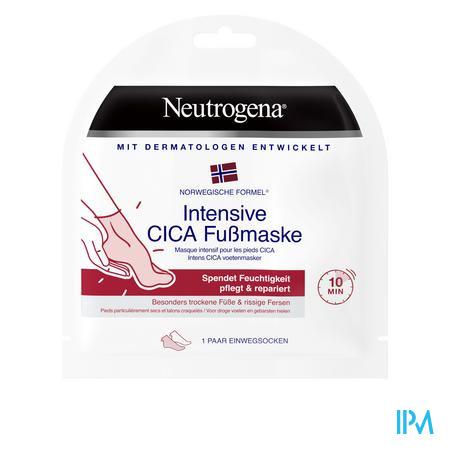 Neutrogena®
MIT DERMATOLOGEN ENTWICKELT
NORWEGISCHE FORMEL®
Intensive
CICA Fußmaske
Masque intensif pour les pieds CICA
Intens CICA voetenmasker
Spendet Feuchtigkeit
pflegt & repariert
10
MIN
Besonders trockene Füße & rissige Fersen
Pieds particulièrement secs et talons craquelés / Voor droge voeten en gebarsten hielen
1 PAAR EINWEGSOCKEN
IPM